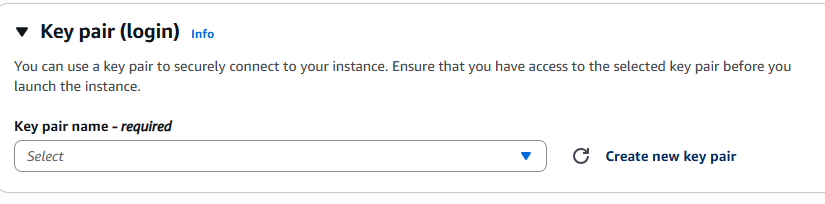 Key pair (login) Info
You can use a key pair to securely connect to your instance. Ensure that you have access to the selected key pair before you
launch the instance.
Key pair name - required
Select
Create new key pair